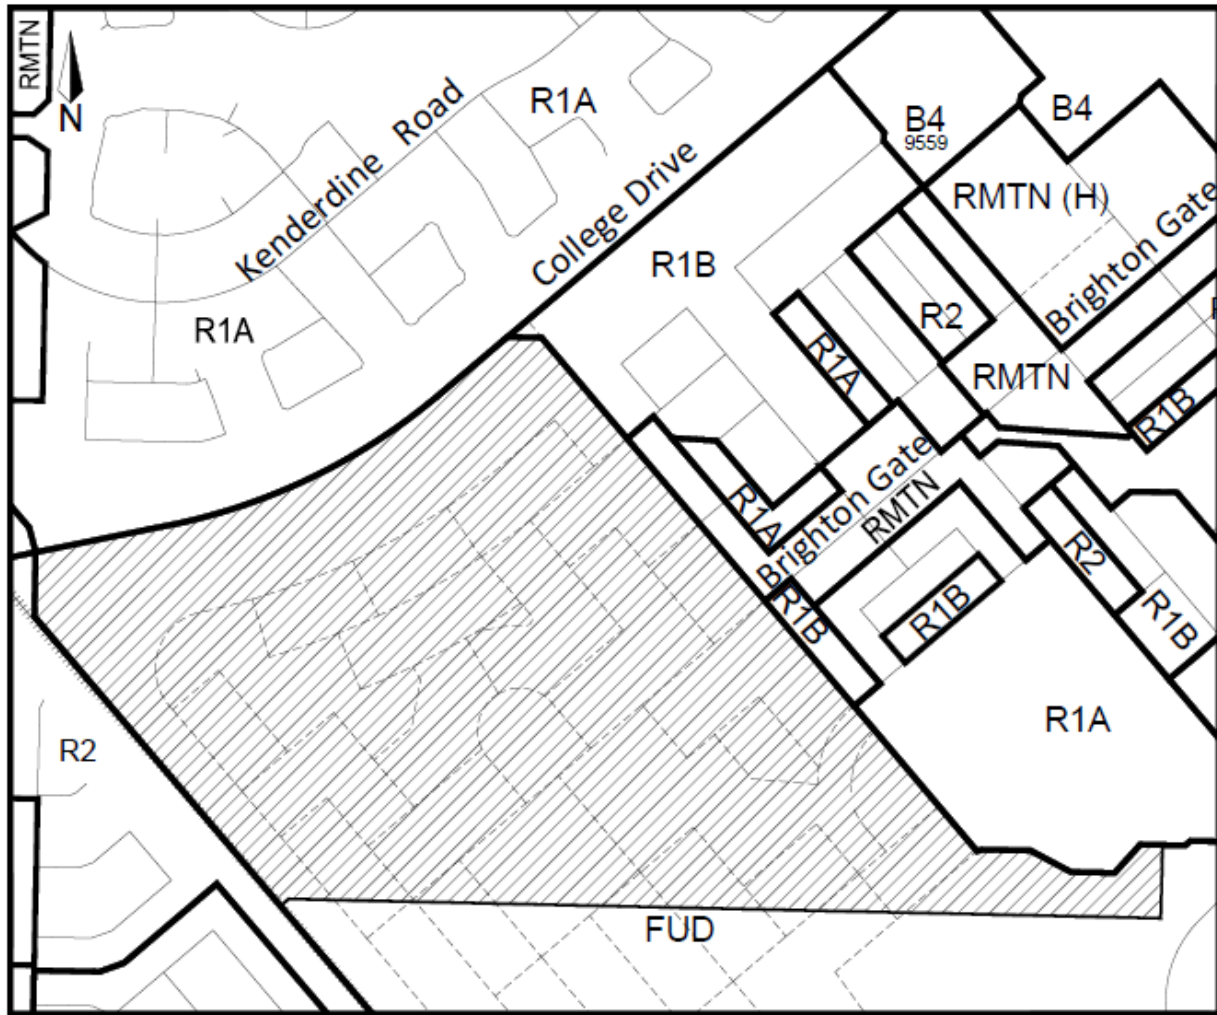 RMTN
N
Kenderdine Road
R1A
College Drive
B4
9559
B4
RMTN (H)
Brighton Gate
R1B
R1A
R2
R1A
RMTN
R1B
R1A
Brighton Gate
RMTN
R2
R1B
R1B
R1B
R1A
R2
FUD